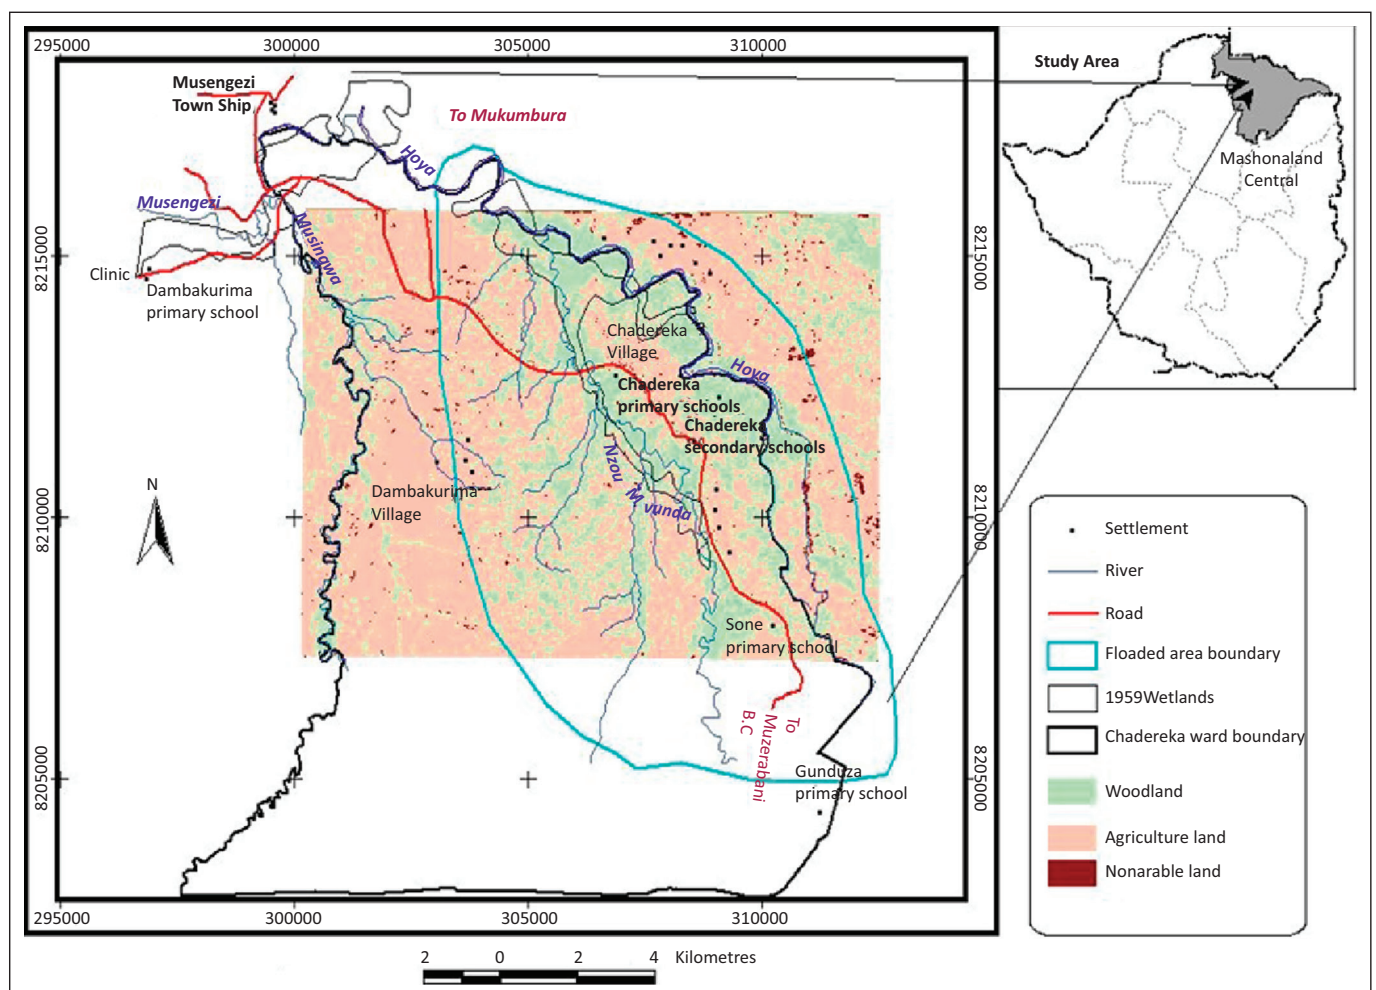 295000
300000
305000
310000
Study Area
Musengezi
Town Ship
To Mukumbura
Hoya
Mashonaland
Central
Musengezi
Musingwa
8215000
8215000
Clinic
Dambakurima
primary school
Chadereka
Village
Hoya
Chadereka
primary schools
Chadereka
secondary schools
Nzou
M vunda
N
Dambakurima
Village
8210000
8210000
Sone
primary school
To
Muzerabani
B.C
Gunduza
primary school
8205000
8205000
295000
300000
305000
310000
2
0
2
4
Kilometres
Settlement
River
Road
Floaded area boundary
1959Wetlands
Chadereka ward boundary
Woodland
Agriculture land
Nonarable land